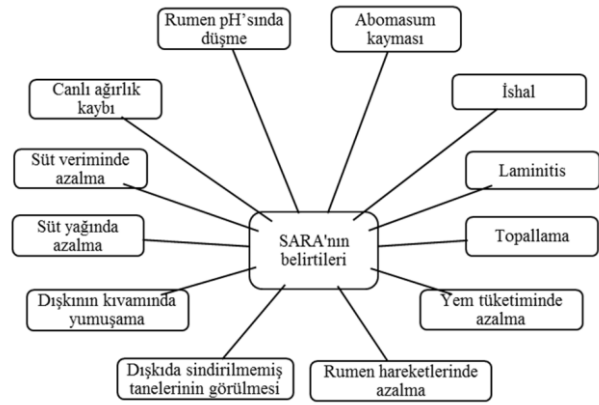 Rumen pH’sında
düşme
Abomasum
kayması
Canlı ağırlık
kaybı
İshal
Süt veriminde
azalma
Laminitis
Süt yağında
azalma
SARA'nın
belirtileri
Topallama
Dışkının kıvamında
yumuşama
Yem tüketiminde
azalma
Dışkıda sindirilmemiş
tanelerinin görülmesi
Rumen hareketlerinde
azalma